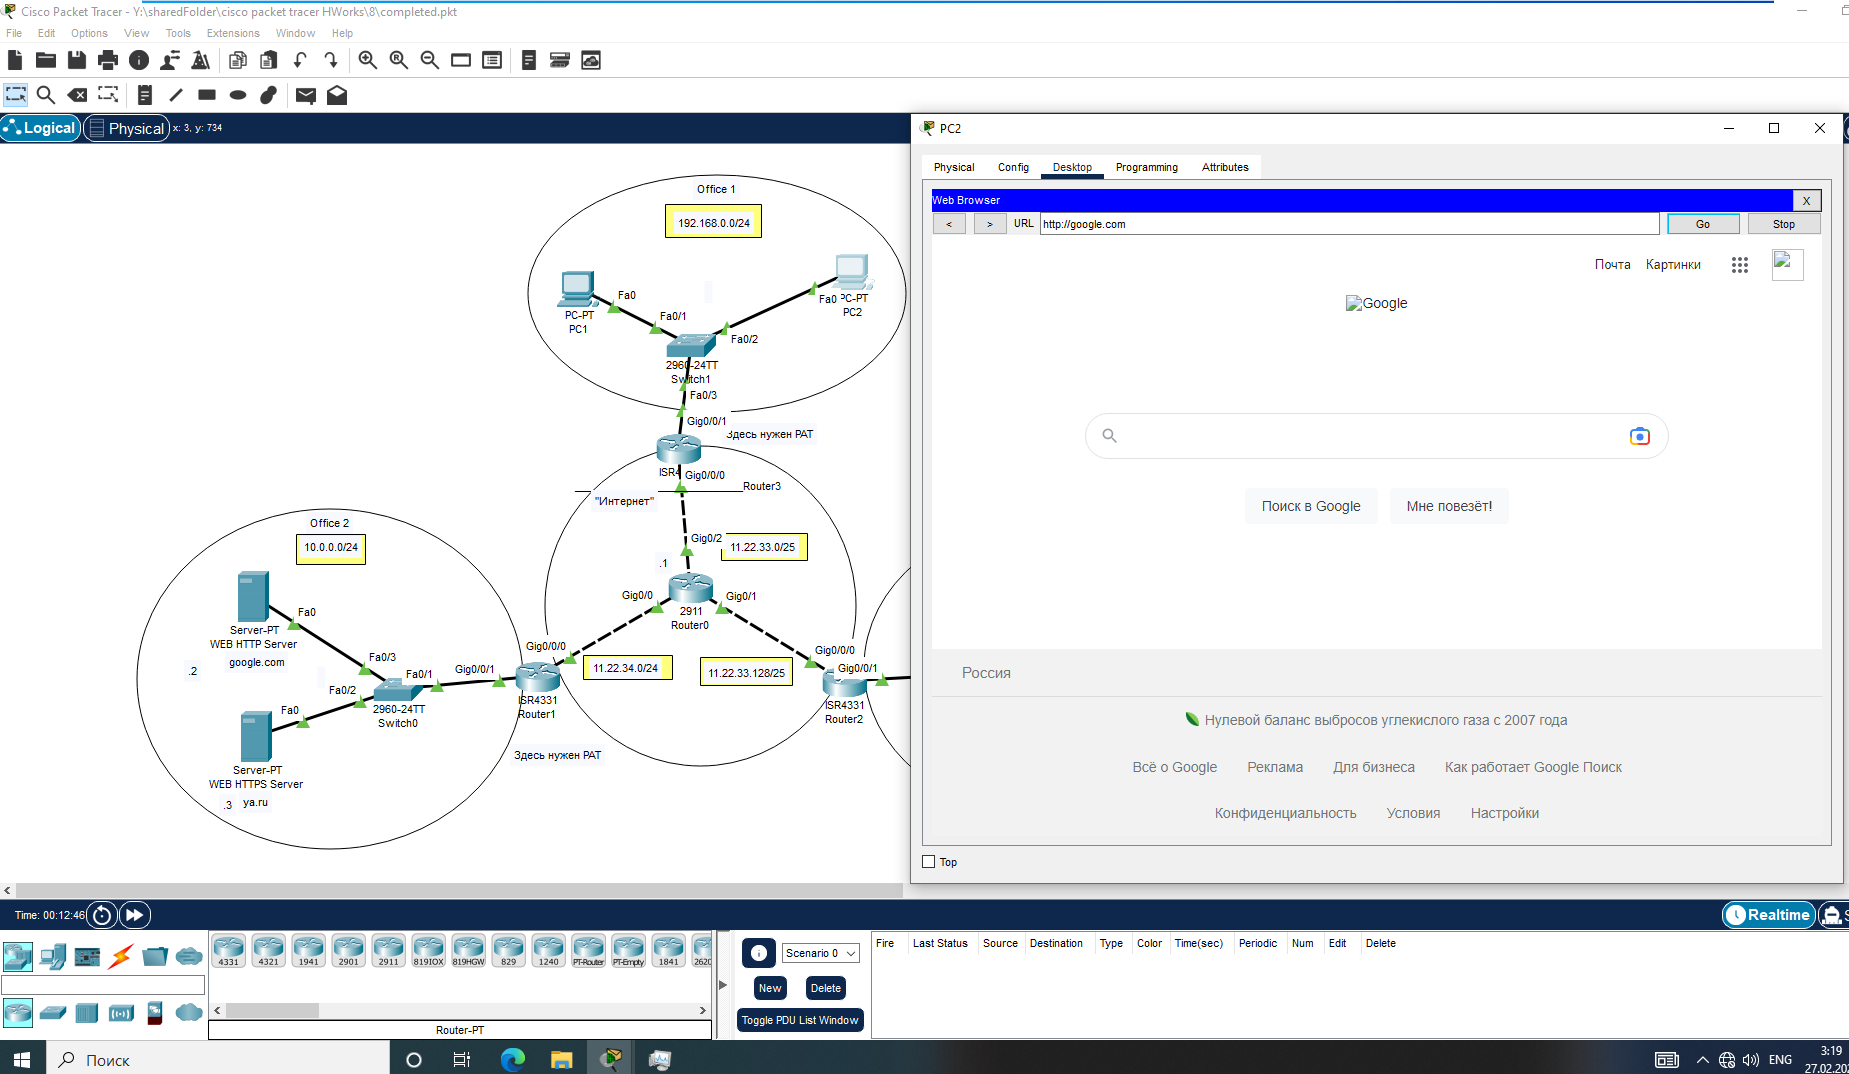 Cisco Packet Tracer - Y:\sharedFolder\cisco packet tracer HWorks\8\completed.pkt
File Edit Options View Tools Extensions Window Help
Logical Physical x: 3, y: 734
Office 1
192.168.0.0/24
Fa0
PC-PT
PC1
Fa0/1
Fa0 PC-PT
PC2
Fa0/2
2960-24TT
Switch1
Fa0/3
Gig0/0/1
Здесь нужен PAT
ISR4
Gig0/0/0
Router3
"Интернет"
Office 2
10.0.0.0/24
Gig0/2
11.22.33.0/25
.1
Gig0/0
Gig0/1
2911
Router0
Fa0
Server-PT
WEB HTTP Server
google.com
.2
Fa0/3
Fa0/2
Fa0/1
Gig0/0/1
Gig0/0/0
11.22.34.0/24
11.22.33.128/25
Gig0/0/0
Gig0/0/1
Fa0
2960-24TT
Switch0
ISR4331
Router1
ISR4331
Router2
Здесь нужен PAT
Server-PT
WEB HTTPS Server
.3 ya.ru
PC2
Physical Config Desktop Programming Attributes
Web Browser X
< > URL http://google.com Go Stop
Почта Картинки
Google
Поиск в Google Мне повезёт!
Россия
Нулевой баланс выбросов углекислого газа с 2007 года
Всё о Google Реклама Для бизнеса Как работает Google Поиск
Конфиденциальность Условия Настройки
Top
Time: 00:12:46
Realtime
4331 4321 1941 2901 2911 819IOX 819HGW 829 1240 PT-Router PT-Empty 1841 2620
Router-PT
Scenario 0
New Delete
Toggle PDU List Window
Fire Last Status Source Destination Type Color Time(sec) Periodic Num Edit Delete
Поиск
ENG
3:19
27.02.20